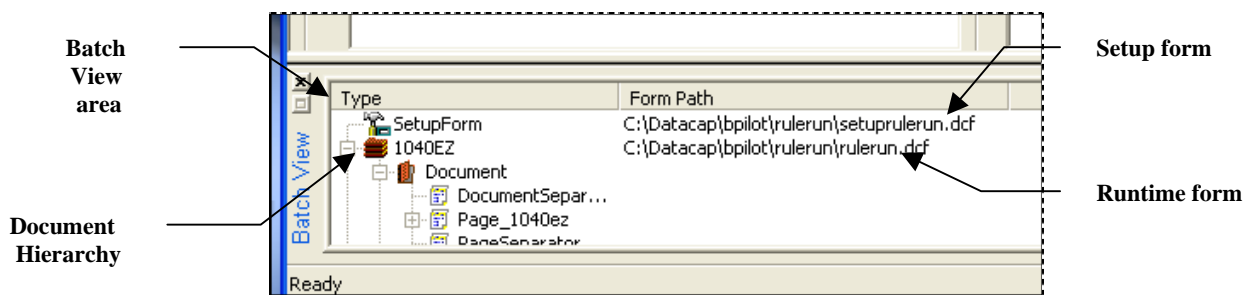 Batch
View
area
Setup form
Type Form Path
SetupForm C:\Datacap\bpilot\rulerun\setuprulerun.dcf
1040EZ C:\Datacap\bpilot\rulerun\rulerun.dcf
Document
DocumentSepar...
Page_1040ez
PageSeparator
Batch View
Runtime form
Document
Hierarchy
Ready